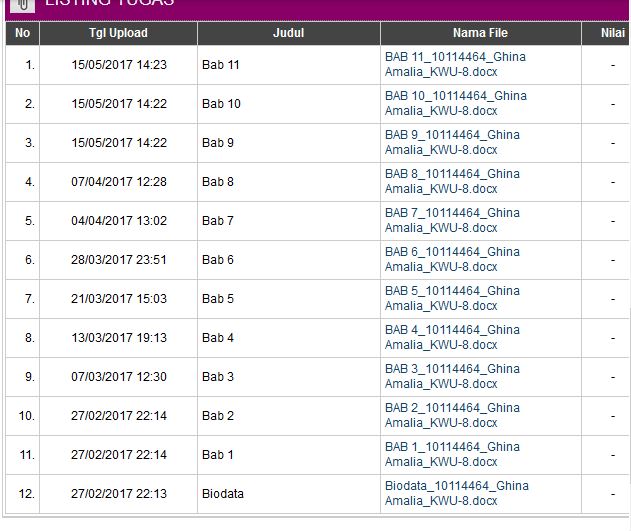 LISTING TUGAS
No Tgl Upload Judul Nama File Nilai
1. 15/05/2017 14:23 Bab 11 BAB 11_10114464_Ghina
Amalia_KWU-8.docx -
2. 15/05/2017 14:22 Bab 10 BAB 10_10114464_Ghina
Amalia_KWU-8.docx -
3. 15/05/2017 14:22 Bab 9 BAB 9_10114464_Ghina
Amalia_KWU-8.docx -
4. 07/04/2017 12:28 Bab 8 BAB 8_10114464_Ghina
Amalia_KWU-8.docx -
5. 04/04/2017 13:02 Bab 7 BAB 7_10114464_Ghina
Amalia_KWU-8.docx -
6. 28/03/2017 23:51 Bab 6 BAB 6_10114464_Ghina
Amalia_KWU-8.docx -
7. 21/03/2017 15:03 Bab 5 BAB 5_10114464_Ghina
Amalia_KWU-8.docx -
8. 13/03/2017 19:13 Bab 4 BAB 4_10114464_Ghina
Amalia_KWU-8.docx -
9. 07/03/2017 12:30 Bab 3 BAB 3_10114464_Ghina
Amalia_KWU-8.docx -
10. 27/02/2017 22:14 Bab 2 BAB 2_10114464_Ghina
Amalia_KWU-8.docx -
11. 27/02/2017 22:14 Bab 1 BAB 1_10114464_Ghina
Amalia_KWU-8.docx -
12. 27/02/2017 22:13 Biodata Biodata_10114464_Ghina
Amalia_KWU-8.docx -